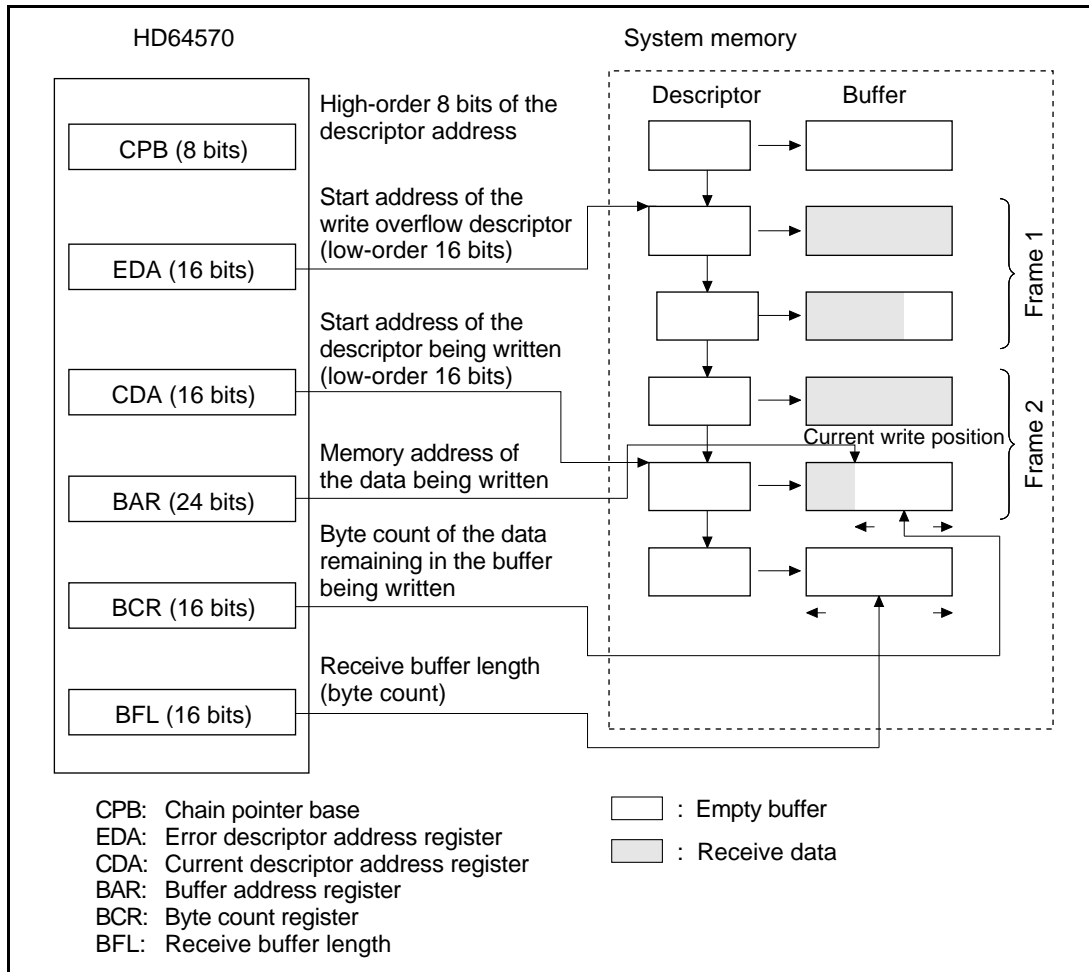 HD64570
System memory
CPB (8 bits)
High-order 8 bits of the
descriptor address
EDA (16 bits)
Start address of the
write overflow descriptor
(low-order 16 bits)
CDA (16 bits)
Start address of the
descriptor being written
(low-order 16 bits)
BAR (24 bits)
Memory address of
the data being written
BCR (16 bits)
Byte count of the data
remaining in the buffer
being written
BFL (16 bits)
Receive buffer length
(byte count)
Descriptor
Buffer
Frame 1
Frame 2
Current write position
CPB: Chain pointer base
EDA: Error descriptor address register
CDA: Current descriptor address register
BAR: Buffer address register
BCR: Byte count register
BFL: Receive buffer length
: Empty buffer
: Receive data